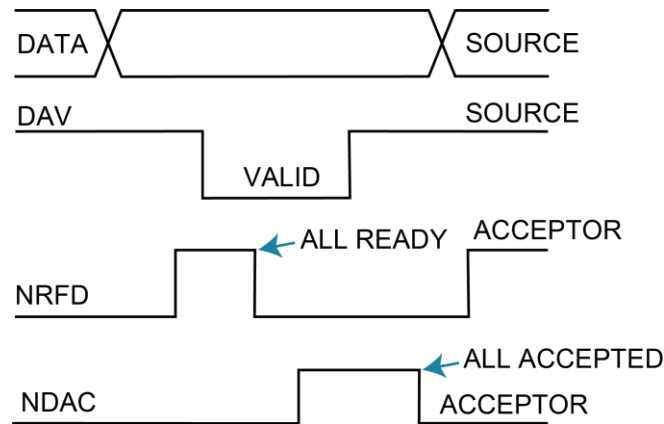 DATA SOURCE
DAV SOURCE
VALID
ALL READY ACCEPTOR
NRFD
ALL ACCEPTED
NDAC ACCEPTOR